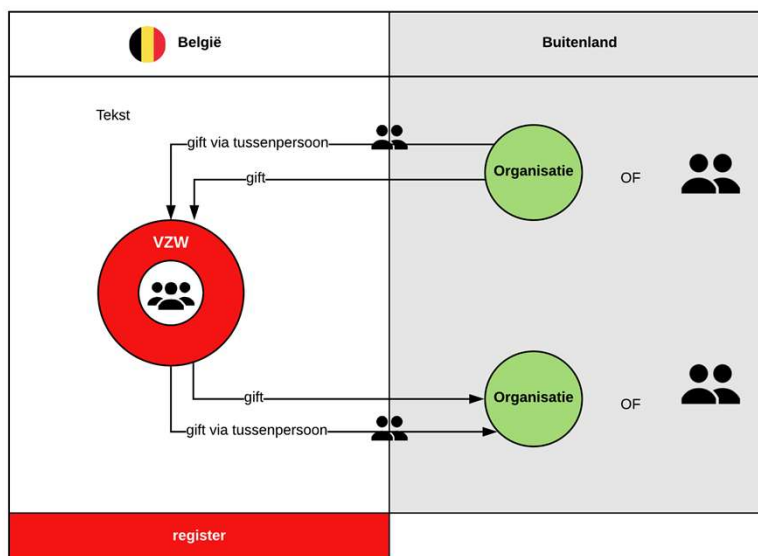 België
Buitenland
Tekst
gift via tussenpersoon
gift
Organisatie
OF
VZW
gift
gift via tussenpersoon
Organisatie
OF
register